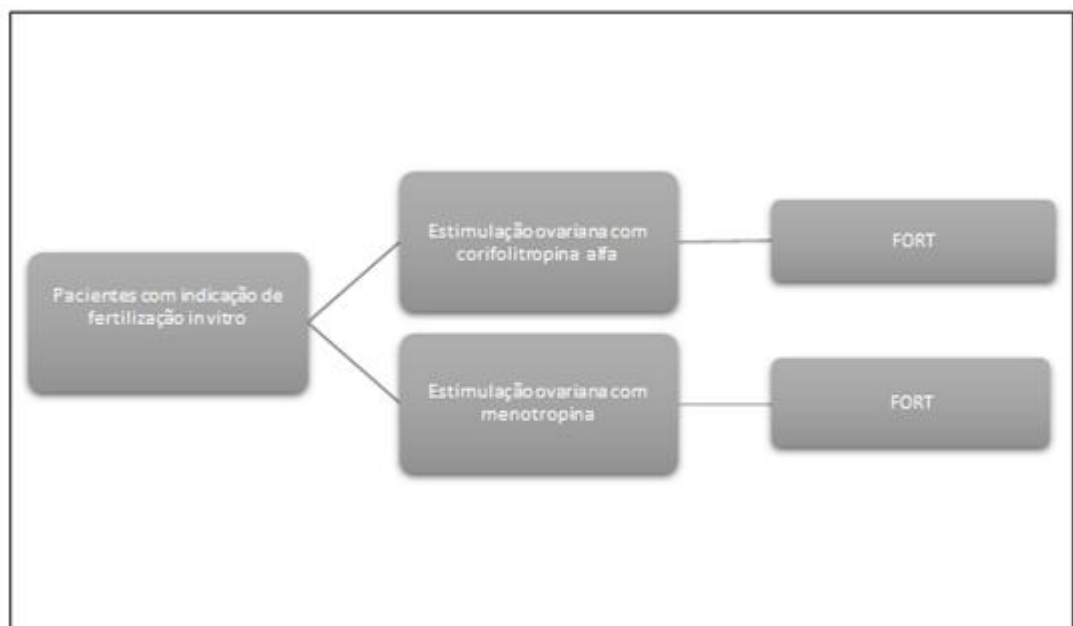 Pacientes com indicação de
fertilização in vitro
Estimulação ovariana com
corifolitropina alfa
FORT
Estimulação ovariana com
menotropina
FORT